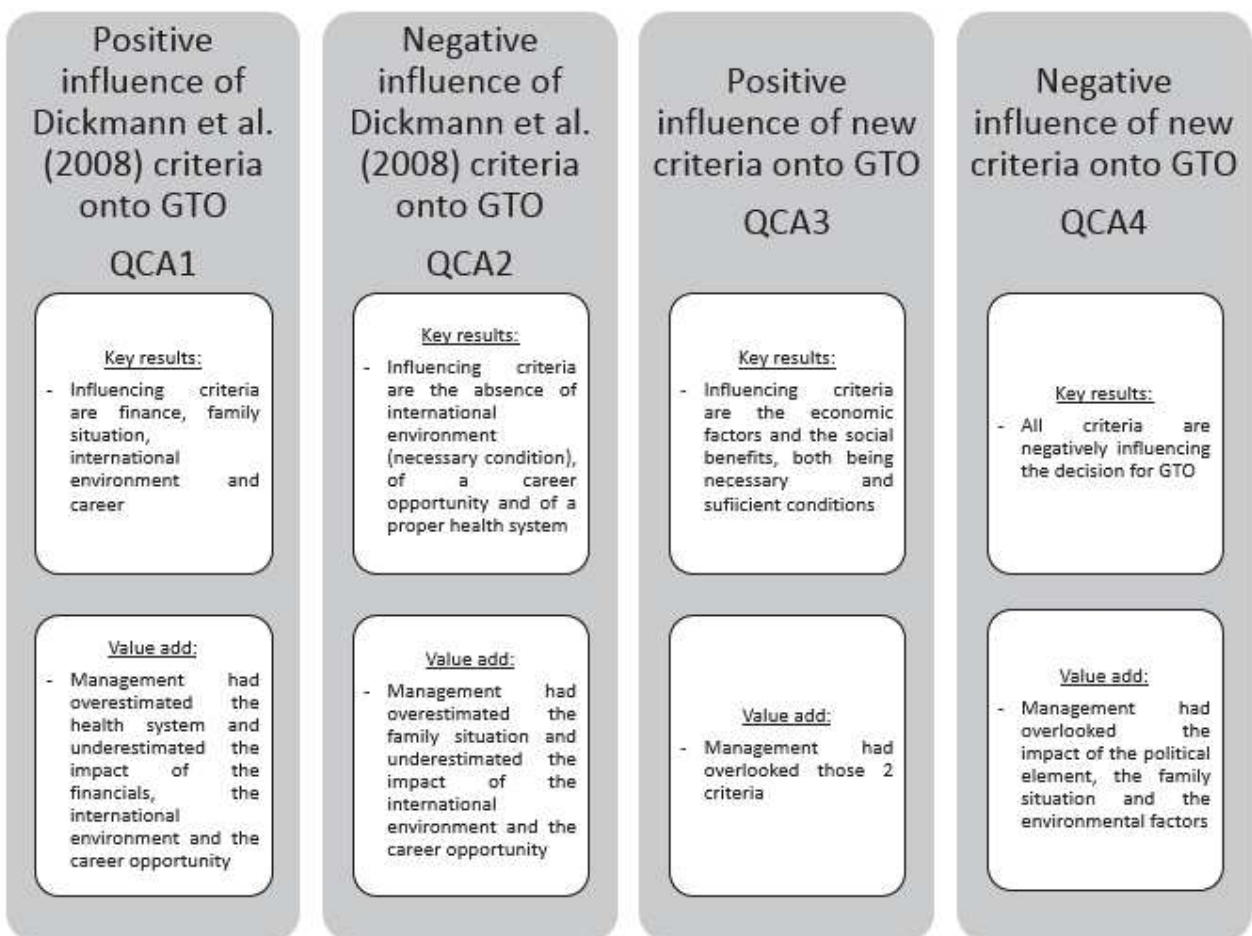 Positive
influence of
Dickmann et al.
(2008) criteria
onto GTO
QCA1
Key results:
- Influencing criteria
are finance, family
situation,
international
environment and
career
Value add:
- Management had
overestimated the
health system and
underestimated the
impact of the
financials, the
international
environment and the
career opportunity
Negative
influence of
Dickmann et al.
(2008) criteria
onto GTO
QCA2
Key results:
- Influencing criteria
are the absence of
international
environment
(necessary condition),
of a career
opportunity and of a
proper health system
Value add:
- Management had
overestimated the
family situation and
underestimated the
impact of the
international
environment and the
career opportunity
Positive
influence of new
criteria onto GTO
QCA3
Key results:
- Influencing criteria
are the economic
factors and the social
benefits, both being
necessary and
sufiicient conditions
Value add:
- Management had
overlooked those 2
criteria
Negative
influence of new
criteria onto GTO
QCA4
Key results:
- All criteria are
negatively influencing
the decision for GTO
Value add:
- Management had
overlooked the
impact of the political
element, the family
situation and the
environmental factors